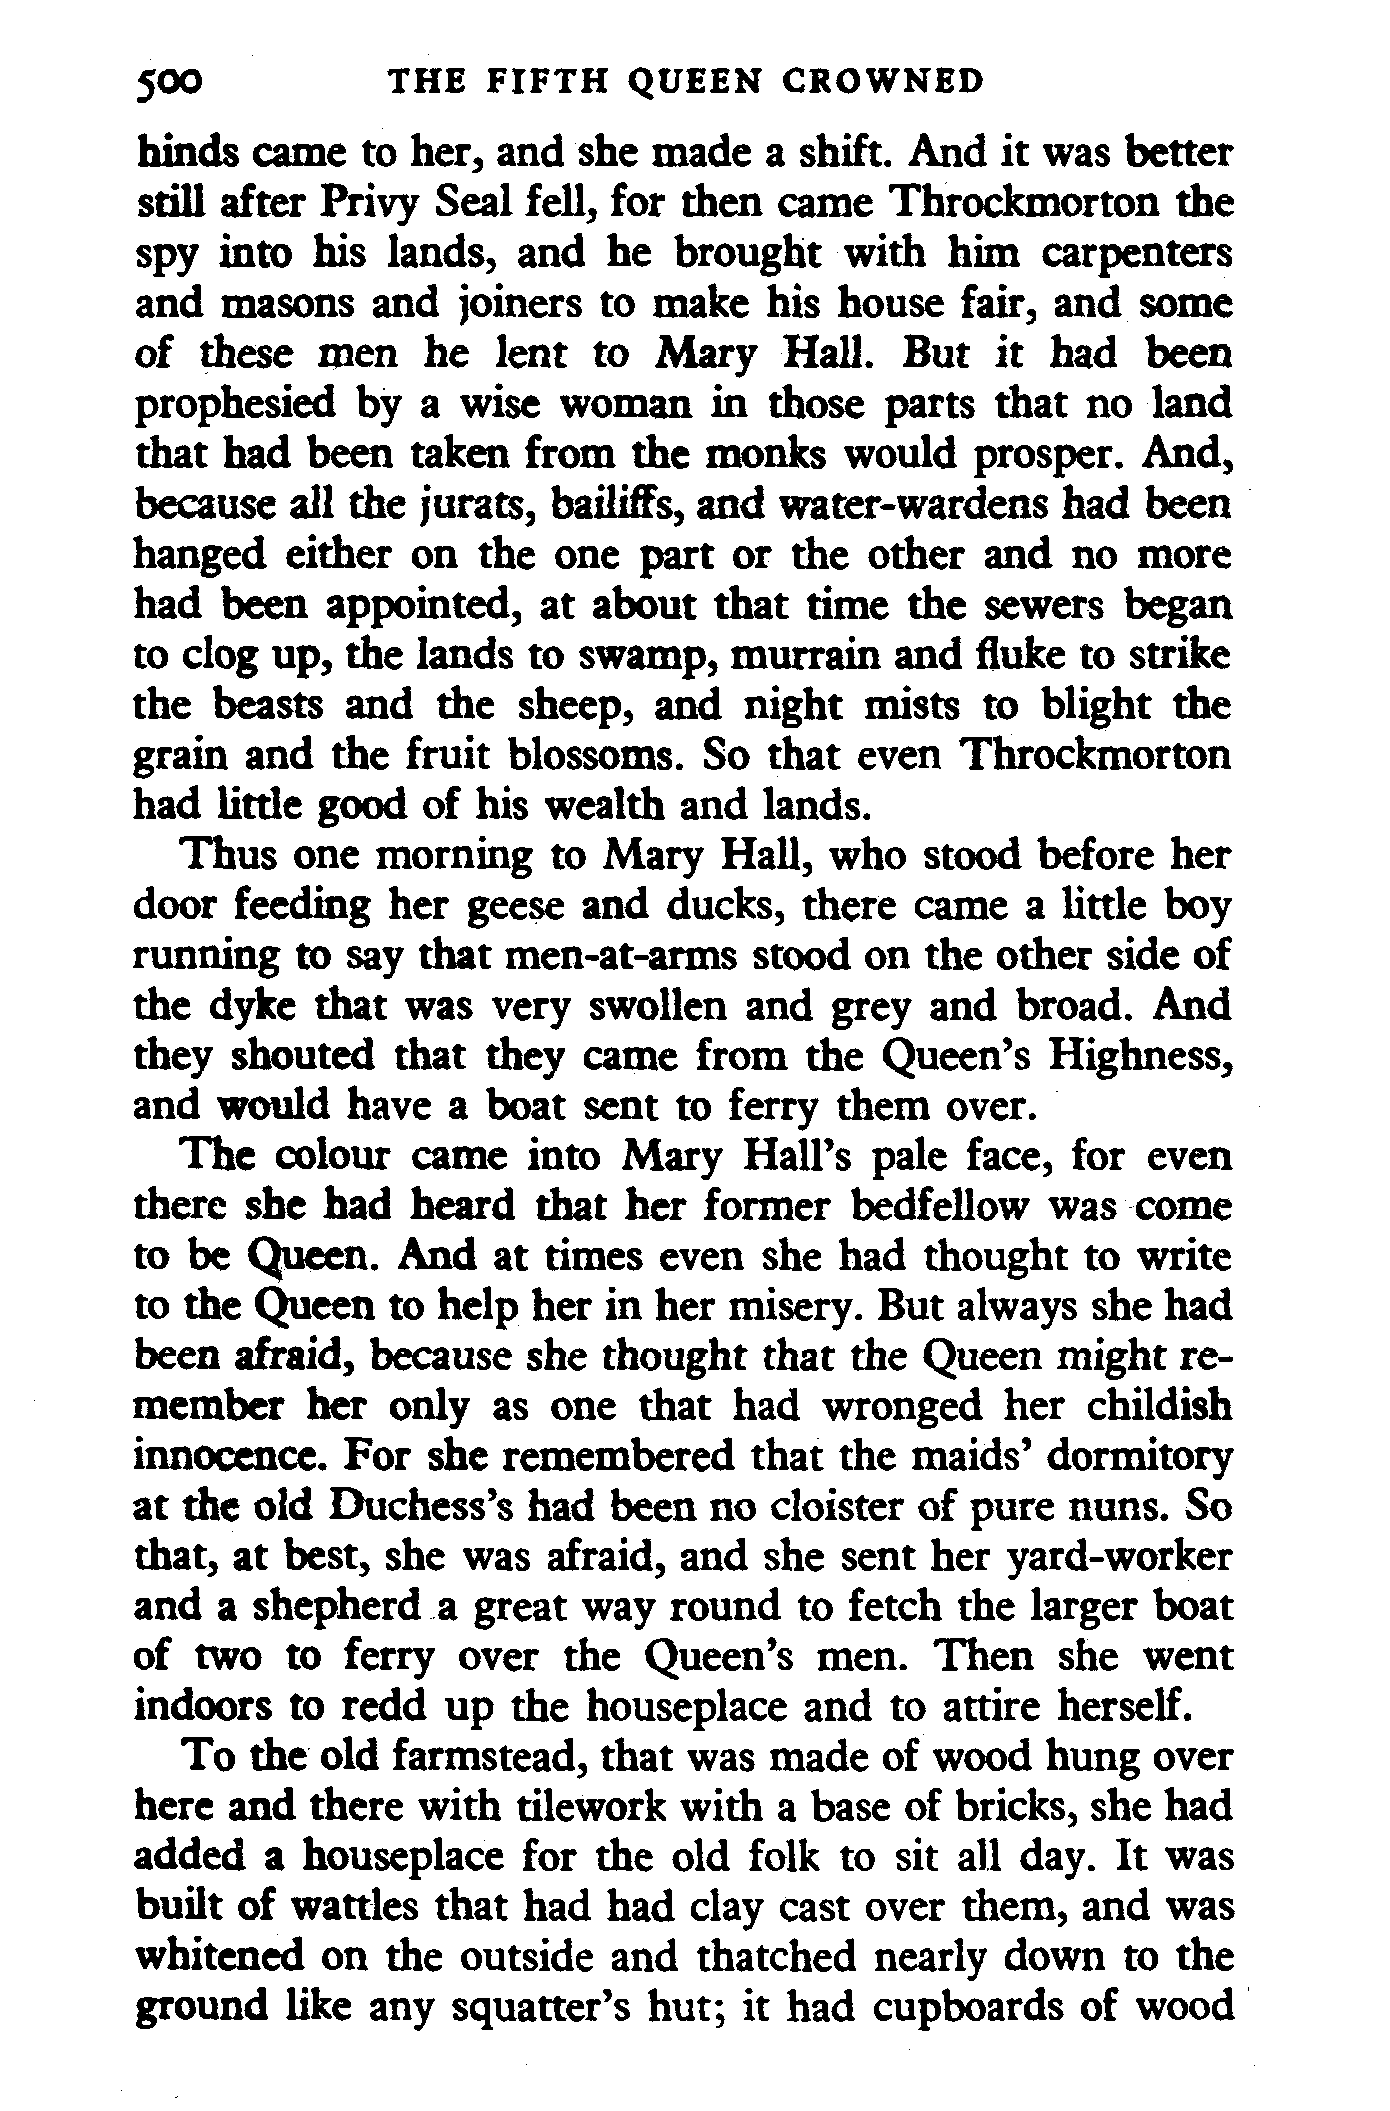 500 THE FIFTH QUEEN CROWNED
hinds came to her, and she made a shift. And it was better
still after Privy Seal fell, for then came Throckmorton the
spy into his lands, and he brought with him carpenters
and masons and joiners to make his house fair, and some
of these men he lent to Mary Hall. But it had been
prophesied by a wise woman in those parts that no land
that had been taken from the monks would prosper. And,
because all the jurats, bailiffs, and water-wardens had been
hanged either on the one part or the other and no more
had been appointed, at about that time the sewers began
to clog up, the lands to swamp, murrain and fluke to strike
the beasts and the sheep, and night mists to blight the
grain and the fruit blossoms. So that even Throckmorton
had little good of his wealth and lands.
Thus one morning to Mary Hall, who stood before her
door feeding her geese and ducks, there came a little boy
running to say that men-at-arms stood on the other side of
the dyke that was very swollen and grey and broad. And
they shouted that they came from the Queen's Highness,
and would have a boat sent to ferry them over.
The colour came into Mary Hall's pale face, for even
there she had heard that her former bedfellow was come
to be Queen. And at times even she had thought to write
to the Queen to help her in her misery. But always she had
been afraid, because she thought that the Queen might re-
member her only as one that had wronged her childish
innocence. For she remembered that the maids' dormitory
at the old Duchess's had been no cloister of pure nuns. So
that, at best, she was afraid, and she sent her yard-worker
and a shepherd a great way round to fetch the larger boat
of two to ferry over the Queen's men. Then she went
indoors to redd up the houseplace and to attire herself.
To the old farmstead, that was made of wood hung over
here and there with tilework with a base of bricks, she had
added a houseplace for the old folk to sit all day. It was
built of wattles that had had clay cast over them, and was
whitened on the outside and thatched nearly down to the
ground like any squatter's hut; it had cupboards of wood